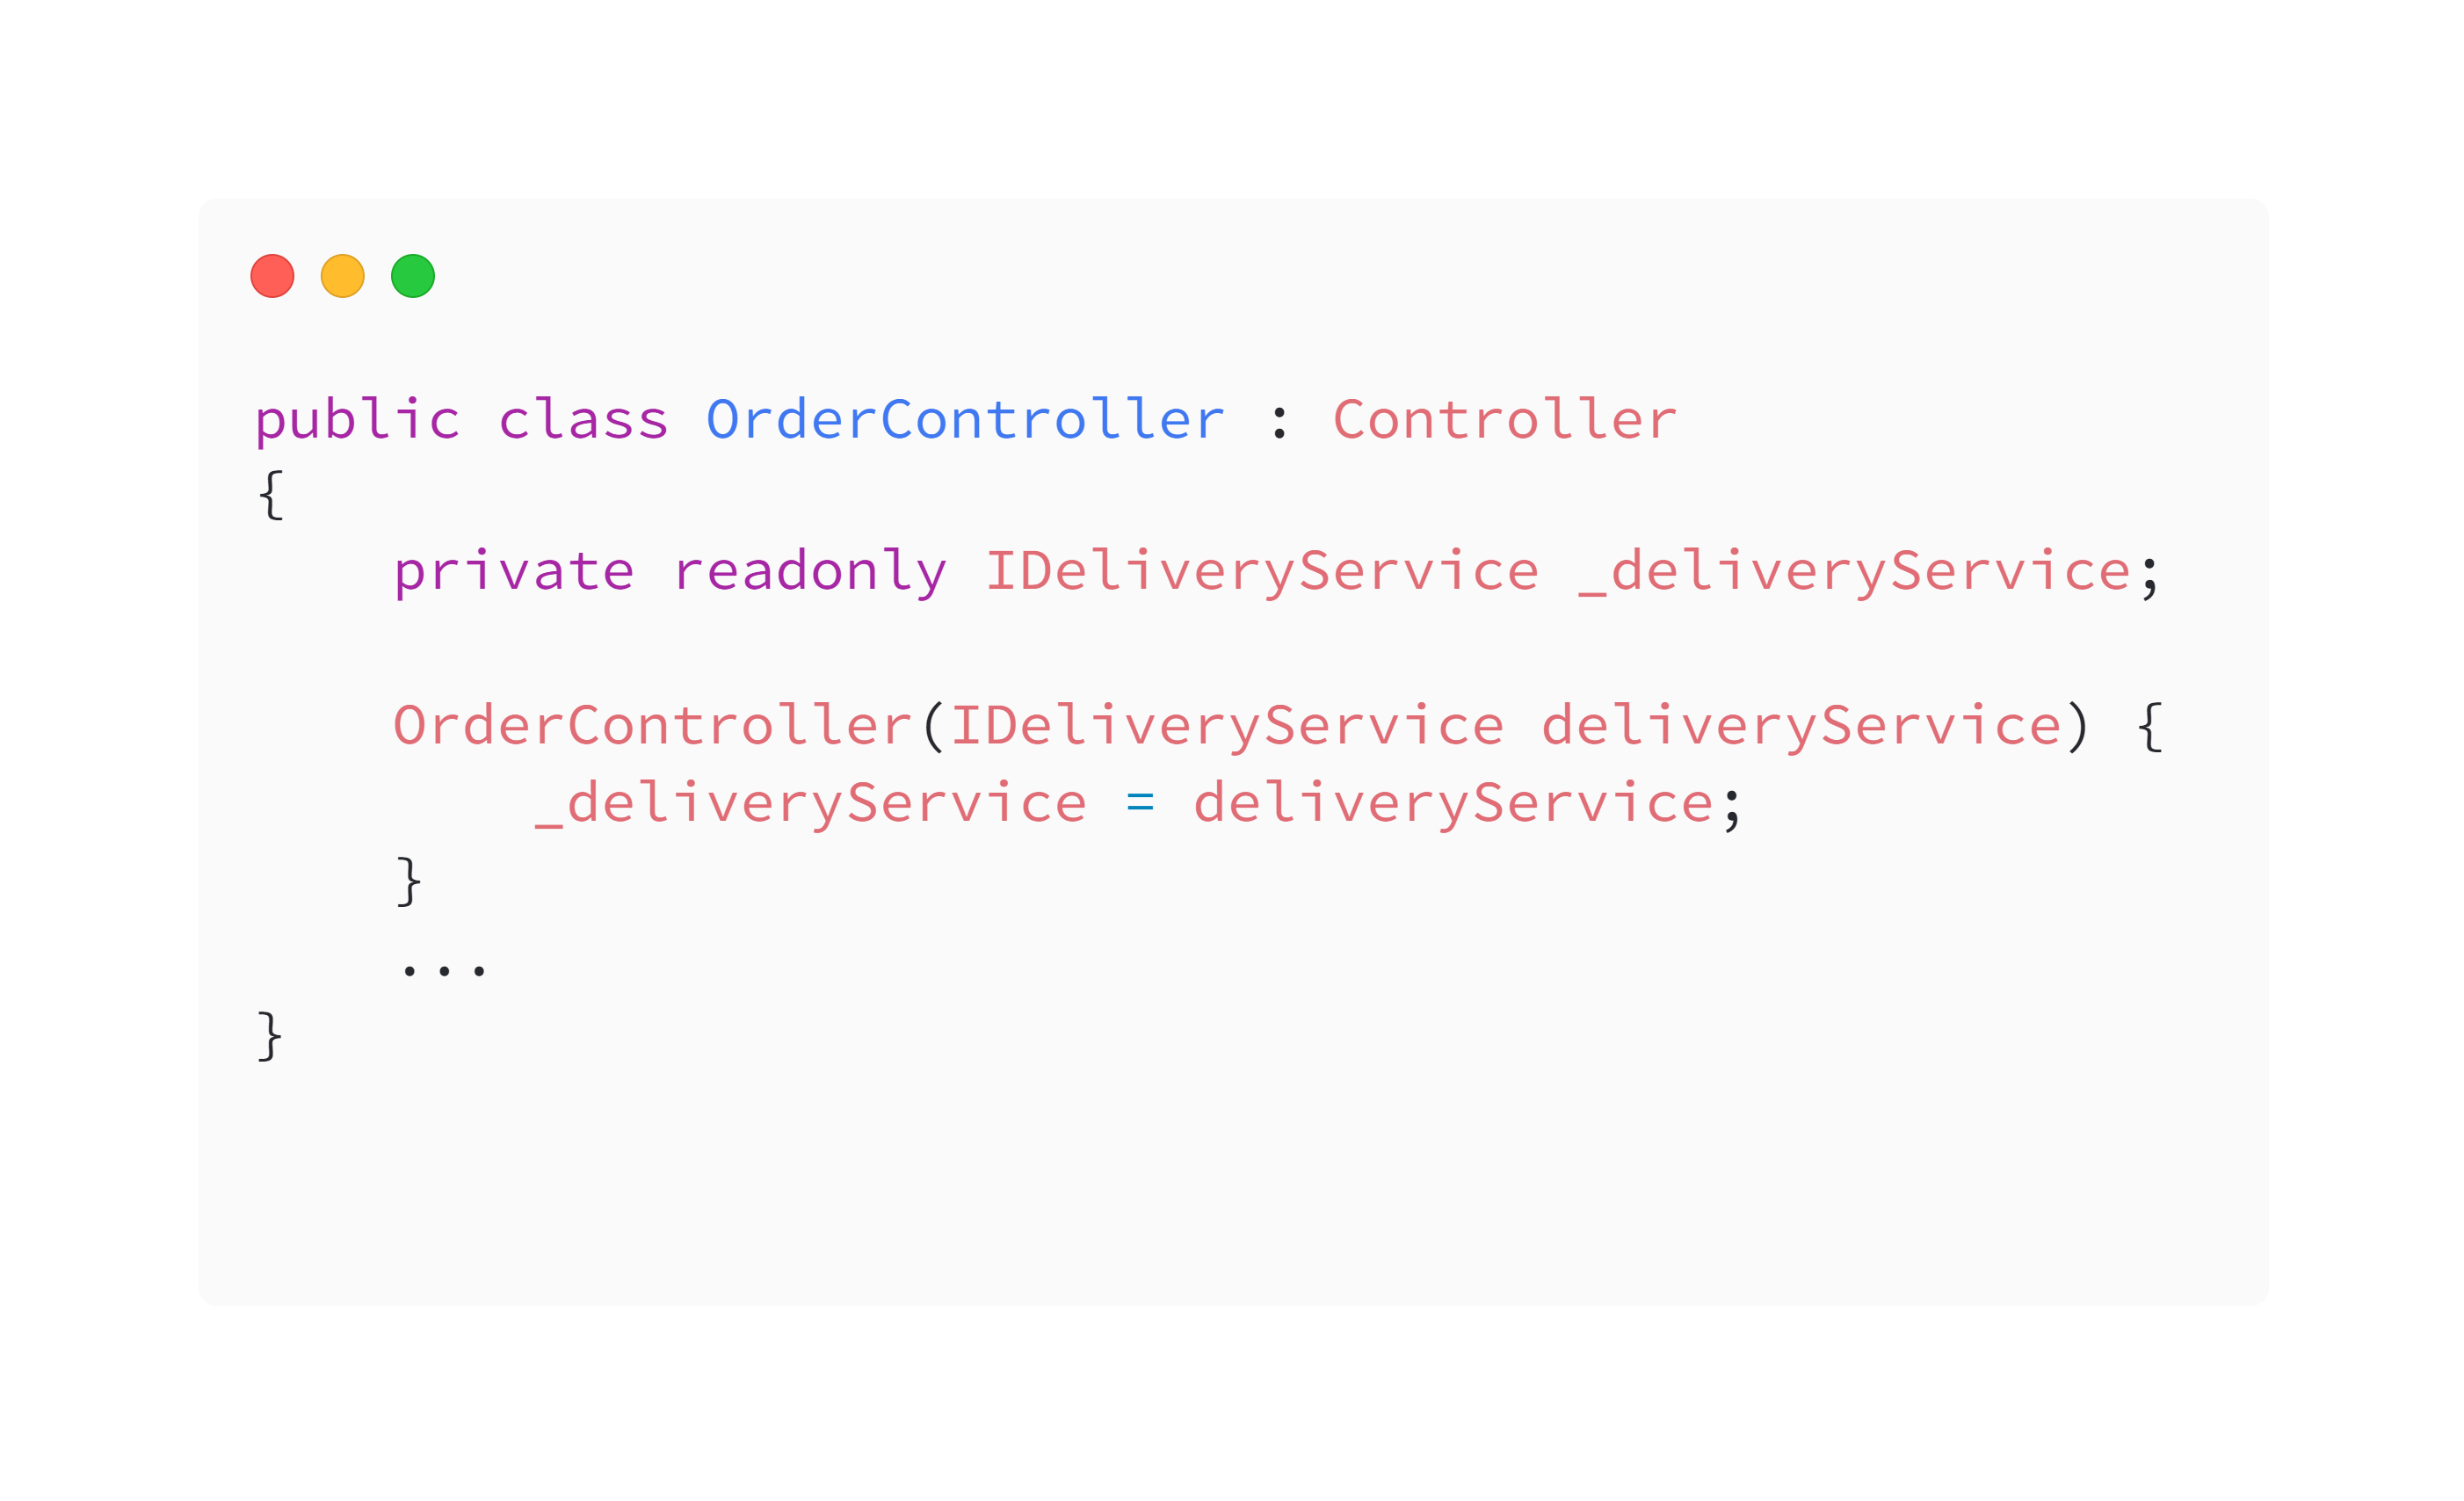 public class OrderController : Controller
{
    private readonly IDeliveryService _deliveryService;

    OrderController(IDeliveryService deliveryService) {
        _deliveryService = deliveryService;
    }
    ...
}